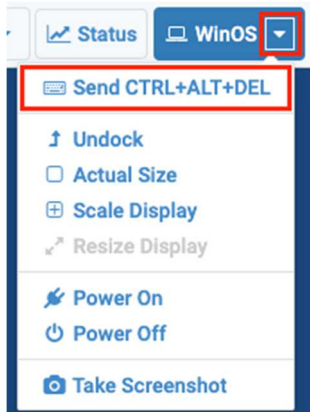 Status
WinOS
Send CTRL+ALT+DEL
Undock
Actual Size
Scale Display
Resize Display
Power On
Power Off
Take Screenshot